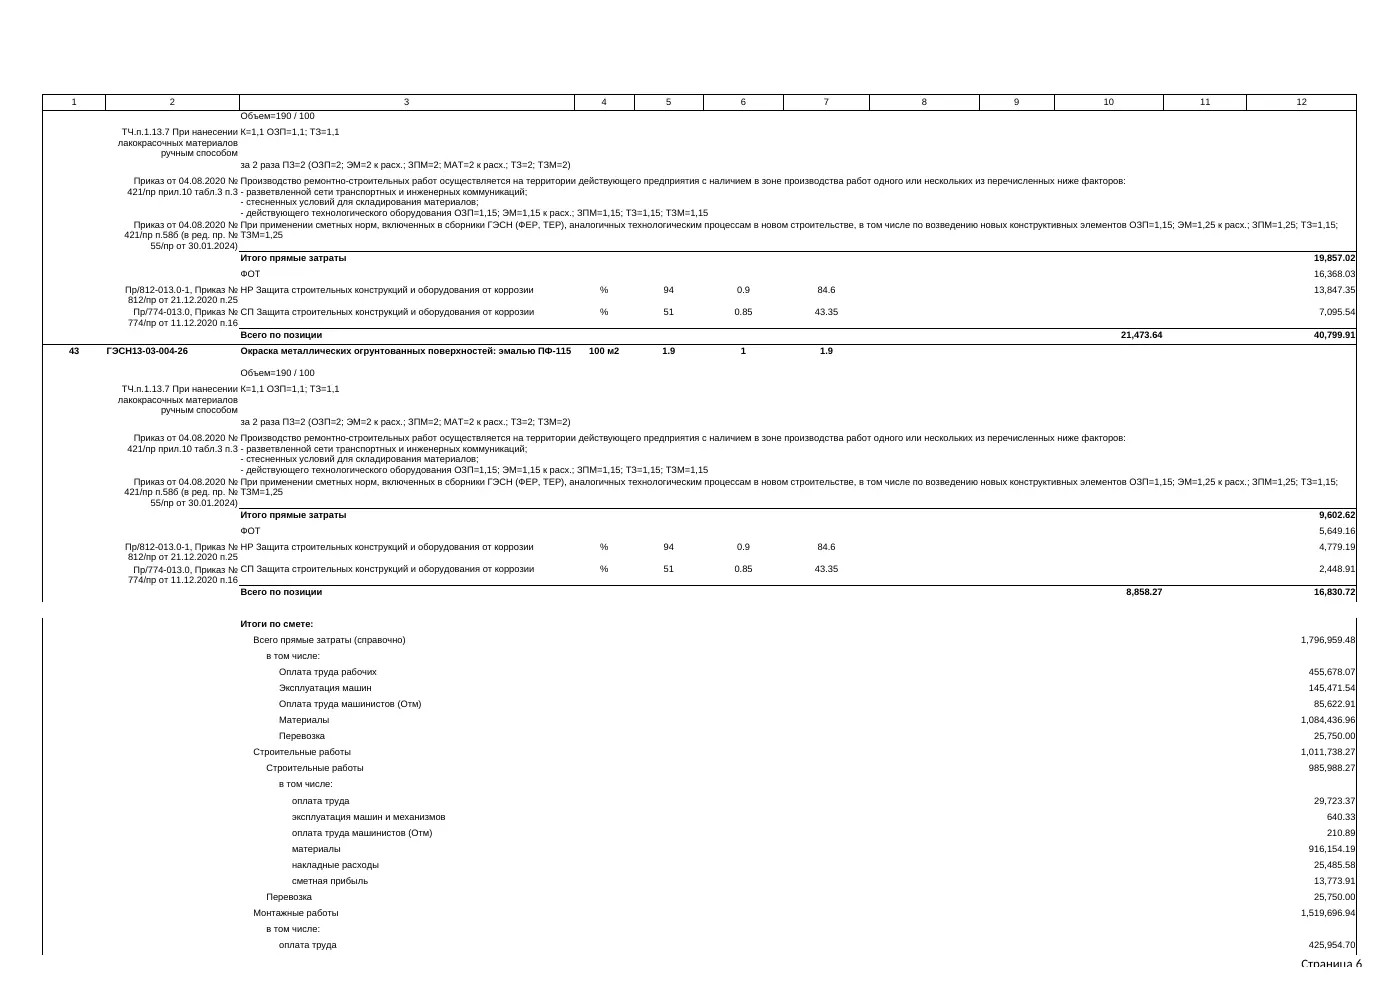 1 2 3 4 5 6 7 8 9 10 11 12
Объем=190 / 100
ТЧ.п.1.13.7 При нанесении К=1,1 ОЗП=1,1; ТЗ=1,1
лакокрасочных материалов
ручным способом
за 2 раза ПЗ=2 (ОЗП=2; ЭМ=2 к расх.; ЗПМ=2; МАТ=2 к расх.; ТЗ=2; ТЗМ=2)
Приказ от 04.08.2020 № Производство ремонтно-строительных работ осуществляется на территории действующего предприятия с наличием в зоне производства работ одного или нескольких из перечисленных ниже факторов:
421/пр прил.10 табл.3 п.3 - разветвленной сети транспортных и инженерных коммуникаций;
- стесненных условий для складирования материалов;
- действующего технологического оборудования ОЗП=1,15; ЭМ=1,15 к расх.; ЗПМ=1,15; ТЗ=1,15; ТЗМ=1,15
Приказ от 04.08.2020 № При применении сметных норм, включенных в сборники ГЭСН (ФЕР, ТЕР), аналогичных технологическим процессам в новом строительстве, в том числе по возведению новых конструктивных элементов ОЗП=1,15; ЭМ=1,25 к расх.; ЗПМ=1,25; ТЗ=1,15;
421/пр п.58б (в ред. пр. № ТЗМ=1,25
55/пр от 30.01.2024)
Итого прямые затраты 19,857.02
ФОТ 16,368.03
Пр/812-013.0-1, Приказ № НР Защита строительных конструкций и оборудования от коррозии % 94 0.9 84.6 13,847.35
812/пр от 21.12.2020 п.25
Пр/774-013.0, Приказ № СП Защита строительных конструкций и оборудования от коррозии % 51 0.85 43.35 7,095.54
774/пр от 11.12.2020 п.16
Всего по позиции 21,473.64 40,799.91
43 ГЭСН13-03-004-26 Окраска металлических огрунтованных поверхностей: эмалью ПФ-115 100 м2 1.9 1 1.9
Объем=190 / 100
ТЧ.п.1.13.7 При нанесении К=1,1 ОЗП=1,1; ТЗ=1,1
лакокрасочных материалов
ручным способом
за 2 раза ПЗ=2 (ОЗП=2; ЭМ=2 к расх.; ЗПМ=2; МАТ=2 к расх.; ТЗ=2; ТЗМ=2)
Приказ от 04.08.2020 № Производство ремонтно-строительных работ осуществляется на территории действующего предприятия с наличием в зоне производства работ одного или нескольких из перечисленных ниже факторов:
421/пр прил.10 табл.3 п.3 - разветвленной сети транспортных и инженерных коммуникаций;
- стесненных условий для складирования материалов;
- действующего технологического оборудования ОЗП=1,15; ЭМ=1,15 к расх.; ЗПМ=1,15; ТЗ=1,15; ТЗМ=1,15
Приказ от 04.08.2020 № При применении сметных норм, включенных в сборники ГЭСН (ФЕР, ТЕР), аналогичных технологическим процессам в новом строительстве, в том числе по возведению новых конструктивных элементов ОЗП=1,15; ЭМ=1,25 к расх.; ЗПМ=1,25; ТЗ=1,15;
421/пр п.58б (в ред. пр. № ТЗМ=1,25
55/пр от 30.01.2024)
Итого прямые затраты 9,602.62
ФОТ 5,649.16
Пр/812-013.0-1, Приказ № НР Защита строительных конструкций и оборудования от коррозии % 94 0.9 84.6 4,779.19
812/пр от 21.12.2020 п.25
Пр/774-013.0, Приказ № СП Защита строительных конструкций и оборудования от коррозии % 51 0.85 43.35 2,448.91
774/пр от 11.12.2020 п.16
Всего по позиции 8,858.27 16,830.72
Итоги по смете:
Всего прямые затраты (справочно) 1,796,959.48
в том числе:
Оплата труда рабочих 455,678.07
Эксплуатация машин 145,471.54
Оплата труда машинистов (Отм) 85,622.91
Материалы 1,084,436.96
Перевозка 25,750.00
Строительные работы 1,011,738.27
Строительные работы 985,988.27
в том числе:
оплата труда 29,723.37
эксплуатация машин и механизмов 640.33
оплата труда машинистов (Отм) 210.89
материалы 916,154.19
накладные расходы 25,485.58
сметная прибыль 13,773.91
Перевозка 25,750.00
Монтажные работы 1,519,696.94
в том числе:
оплата труда 425,954.70
Страница 6